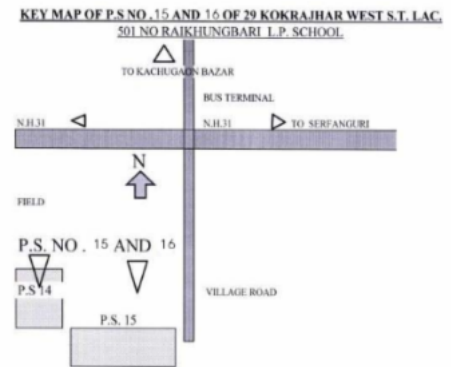 KEY MAP OF P.S NO .15 AND 16 OF 29 KOKRAJHAR WEST S.T. LAC.
501 NO RAIKHUNGBARI L.P. SCHOOL
TO KACHUGAON BAZAR
BUS TERMINAL
N.H.31
N.H.31
TO SERFANGURI
N
FIELD
P.S. NO . 15 AND 16
P.S 14
VILLAGE ROAD
P.S. 15